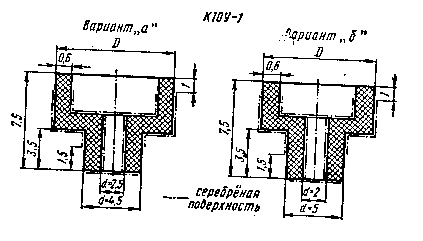 К10У-1
Вариант „а"
D
0,6
1
7,5
3,5
1,5
d=2,5
d=4,5
Вариант „б"
D
0,6
1
7,5
3,5
1,5
d=2
d=5
серебрёная
поверхность